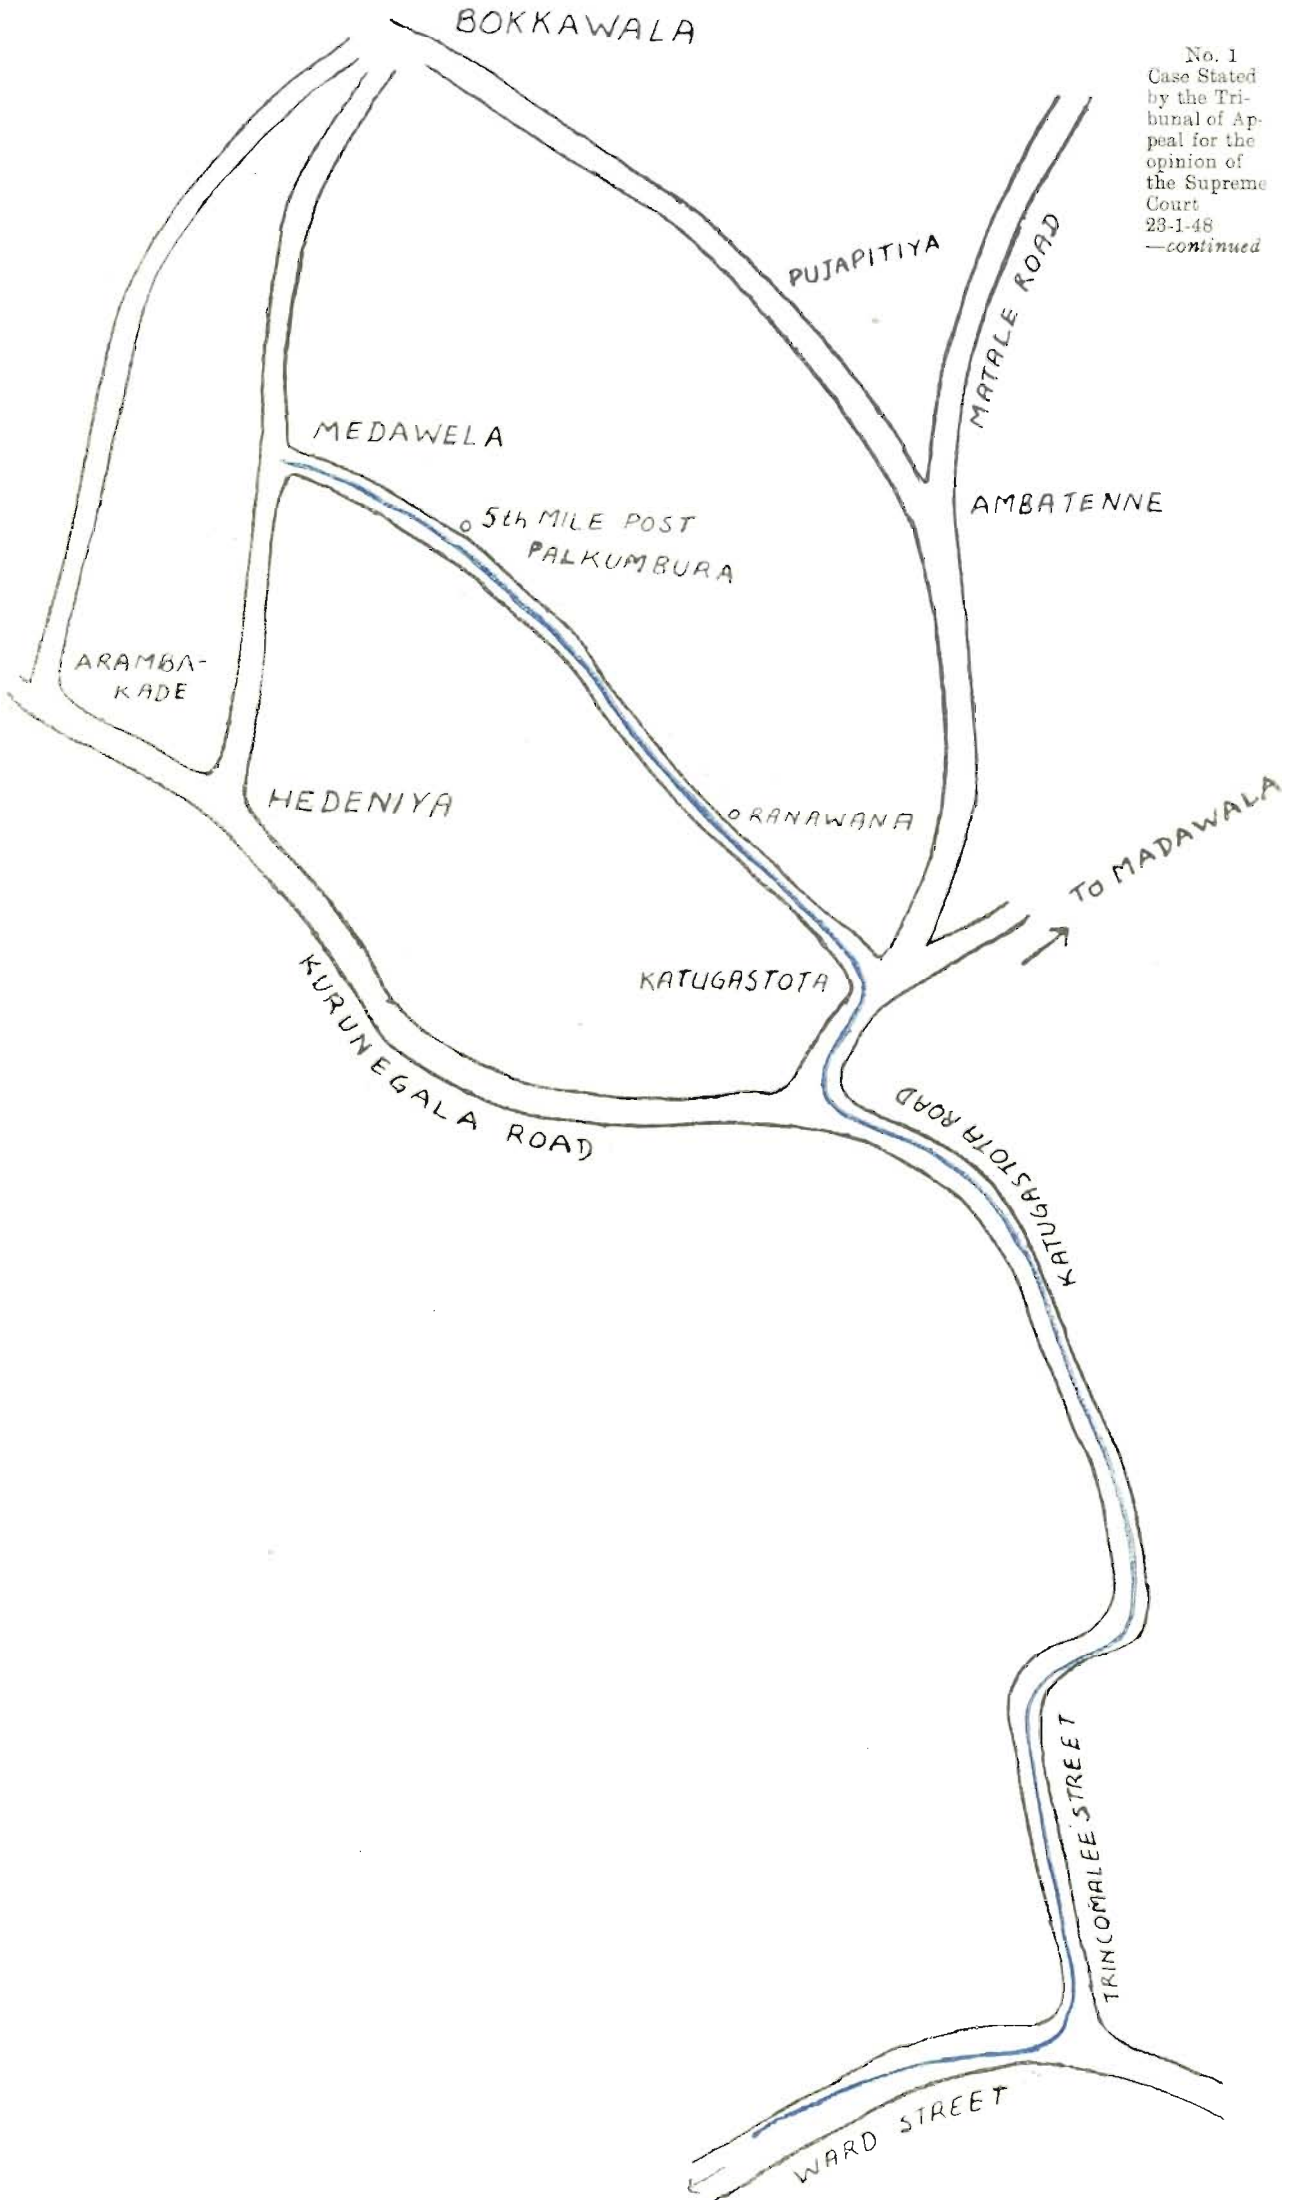 BOKKAWALA
No. 1
Case Stated
by the Tri-
bunal of Ap-
peal for the
opinion of
the Supreme
Court
23-1-48
—continued
PUJAPITIYA
MATALE ROAD
MEDAWELA
AMBATENNE
5th MILE POST
PALKUMBURA
ARAMBA-
KADE
HEDENIYA
RANAWANA
TO MADAWALA
KATUGASTOTA
KURUNEGALA ROAD
KATUGASTOTA ROAD
TRINCOMALEE STREET
WARD STREET